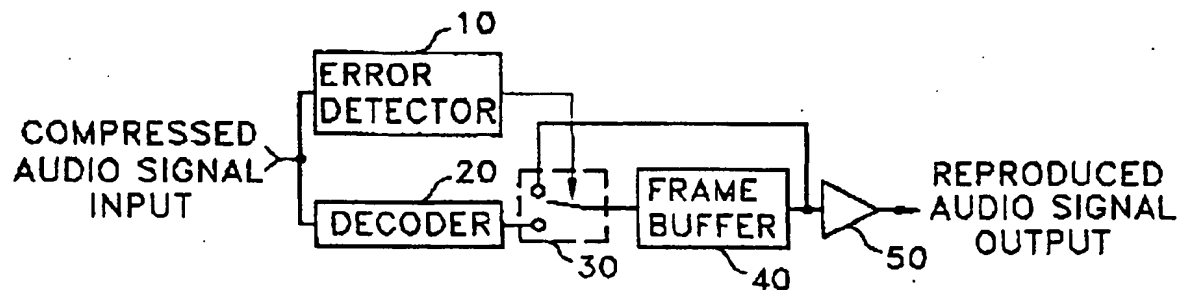 10
ERROR
DETECTOR
COMPRESSED
AUDIO SIGNAL
INPUT
20
DECODER
30
FRAME
BUFFER
40
50
REPRODUCED
AUDIO SIGNAL
OUTPUT